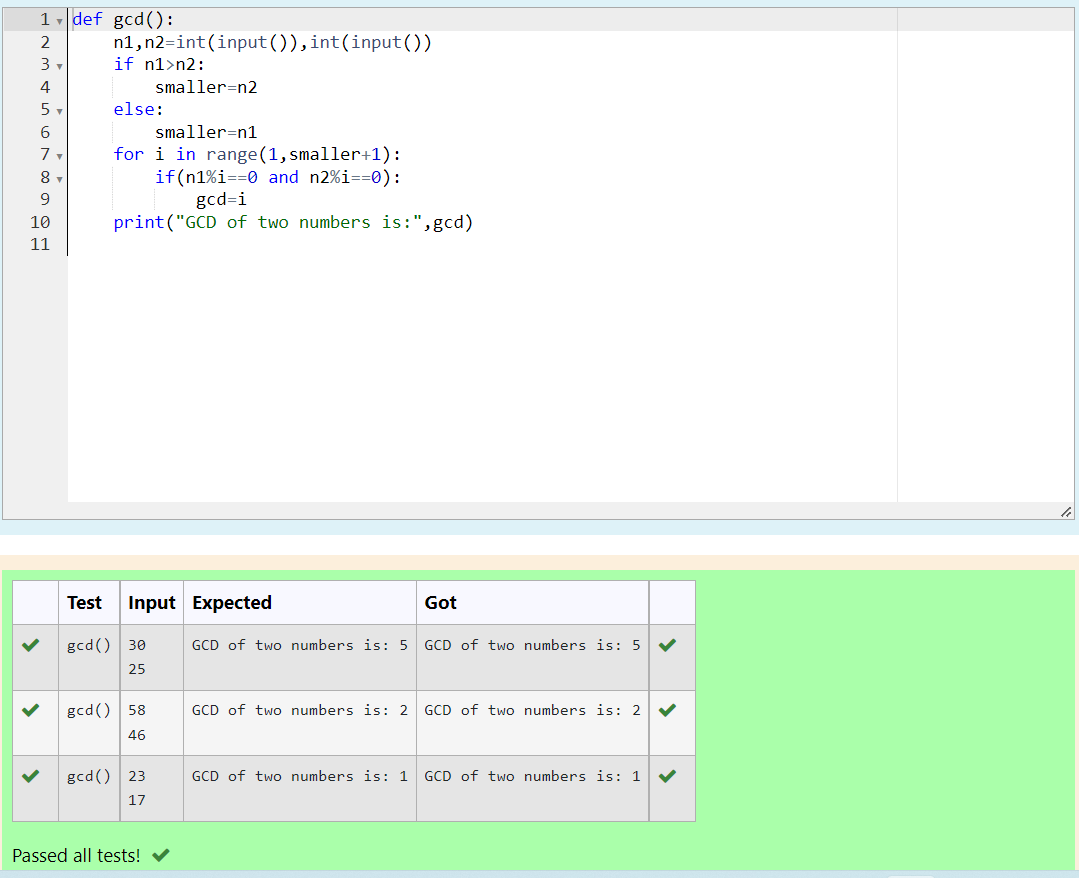 1 def gcd():
2     n1,n2=int(input()),int(input())
3     if n1>n2:
4         smaller=n2
5     else:
6         smaller=n1
7     for i in range(1,smaller+1):
8         if(n1%i==0 and n2%i==0):
9             gcd=i
10     print("GCD of two numbers is:",gcd)
11
Test Input Expected Got
gcd() 30 GCD of two numbers is: 5 GCD of two numbers is: 5
25
gcd() 58 GCD of two numbers is: 2 GCD of two numbers is: 2
46
gcd() 23 GCD of two numbers is: 1 GCD of two numbers is: 1
17
Passed all tests!